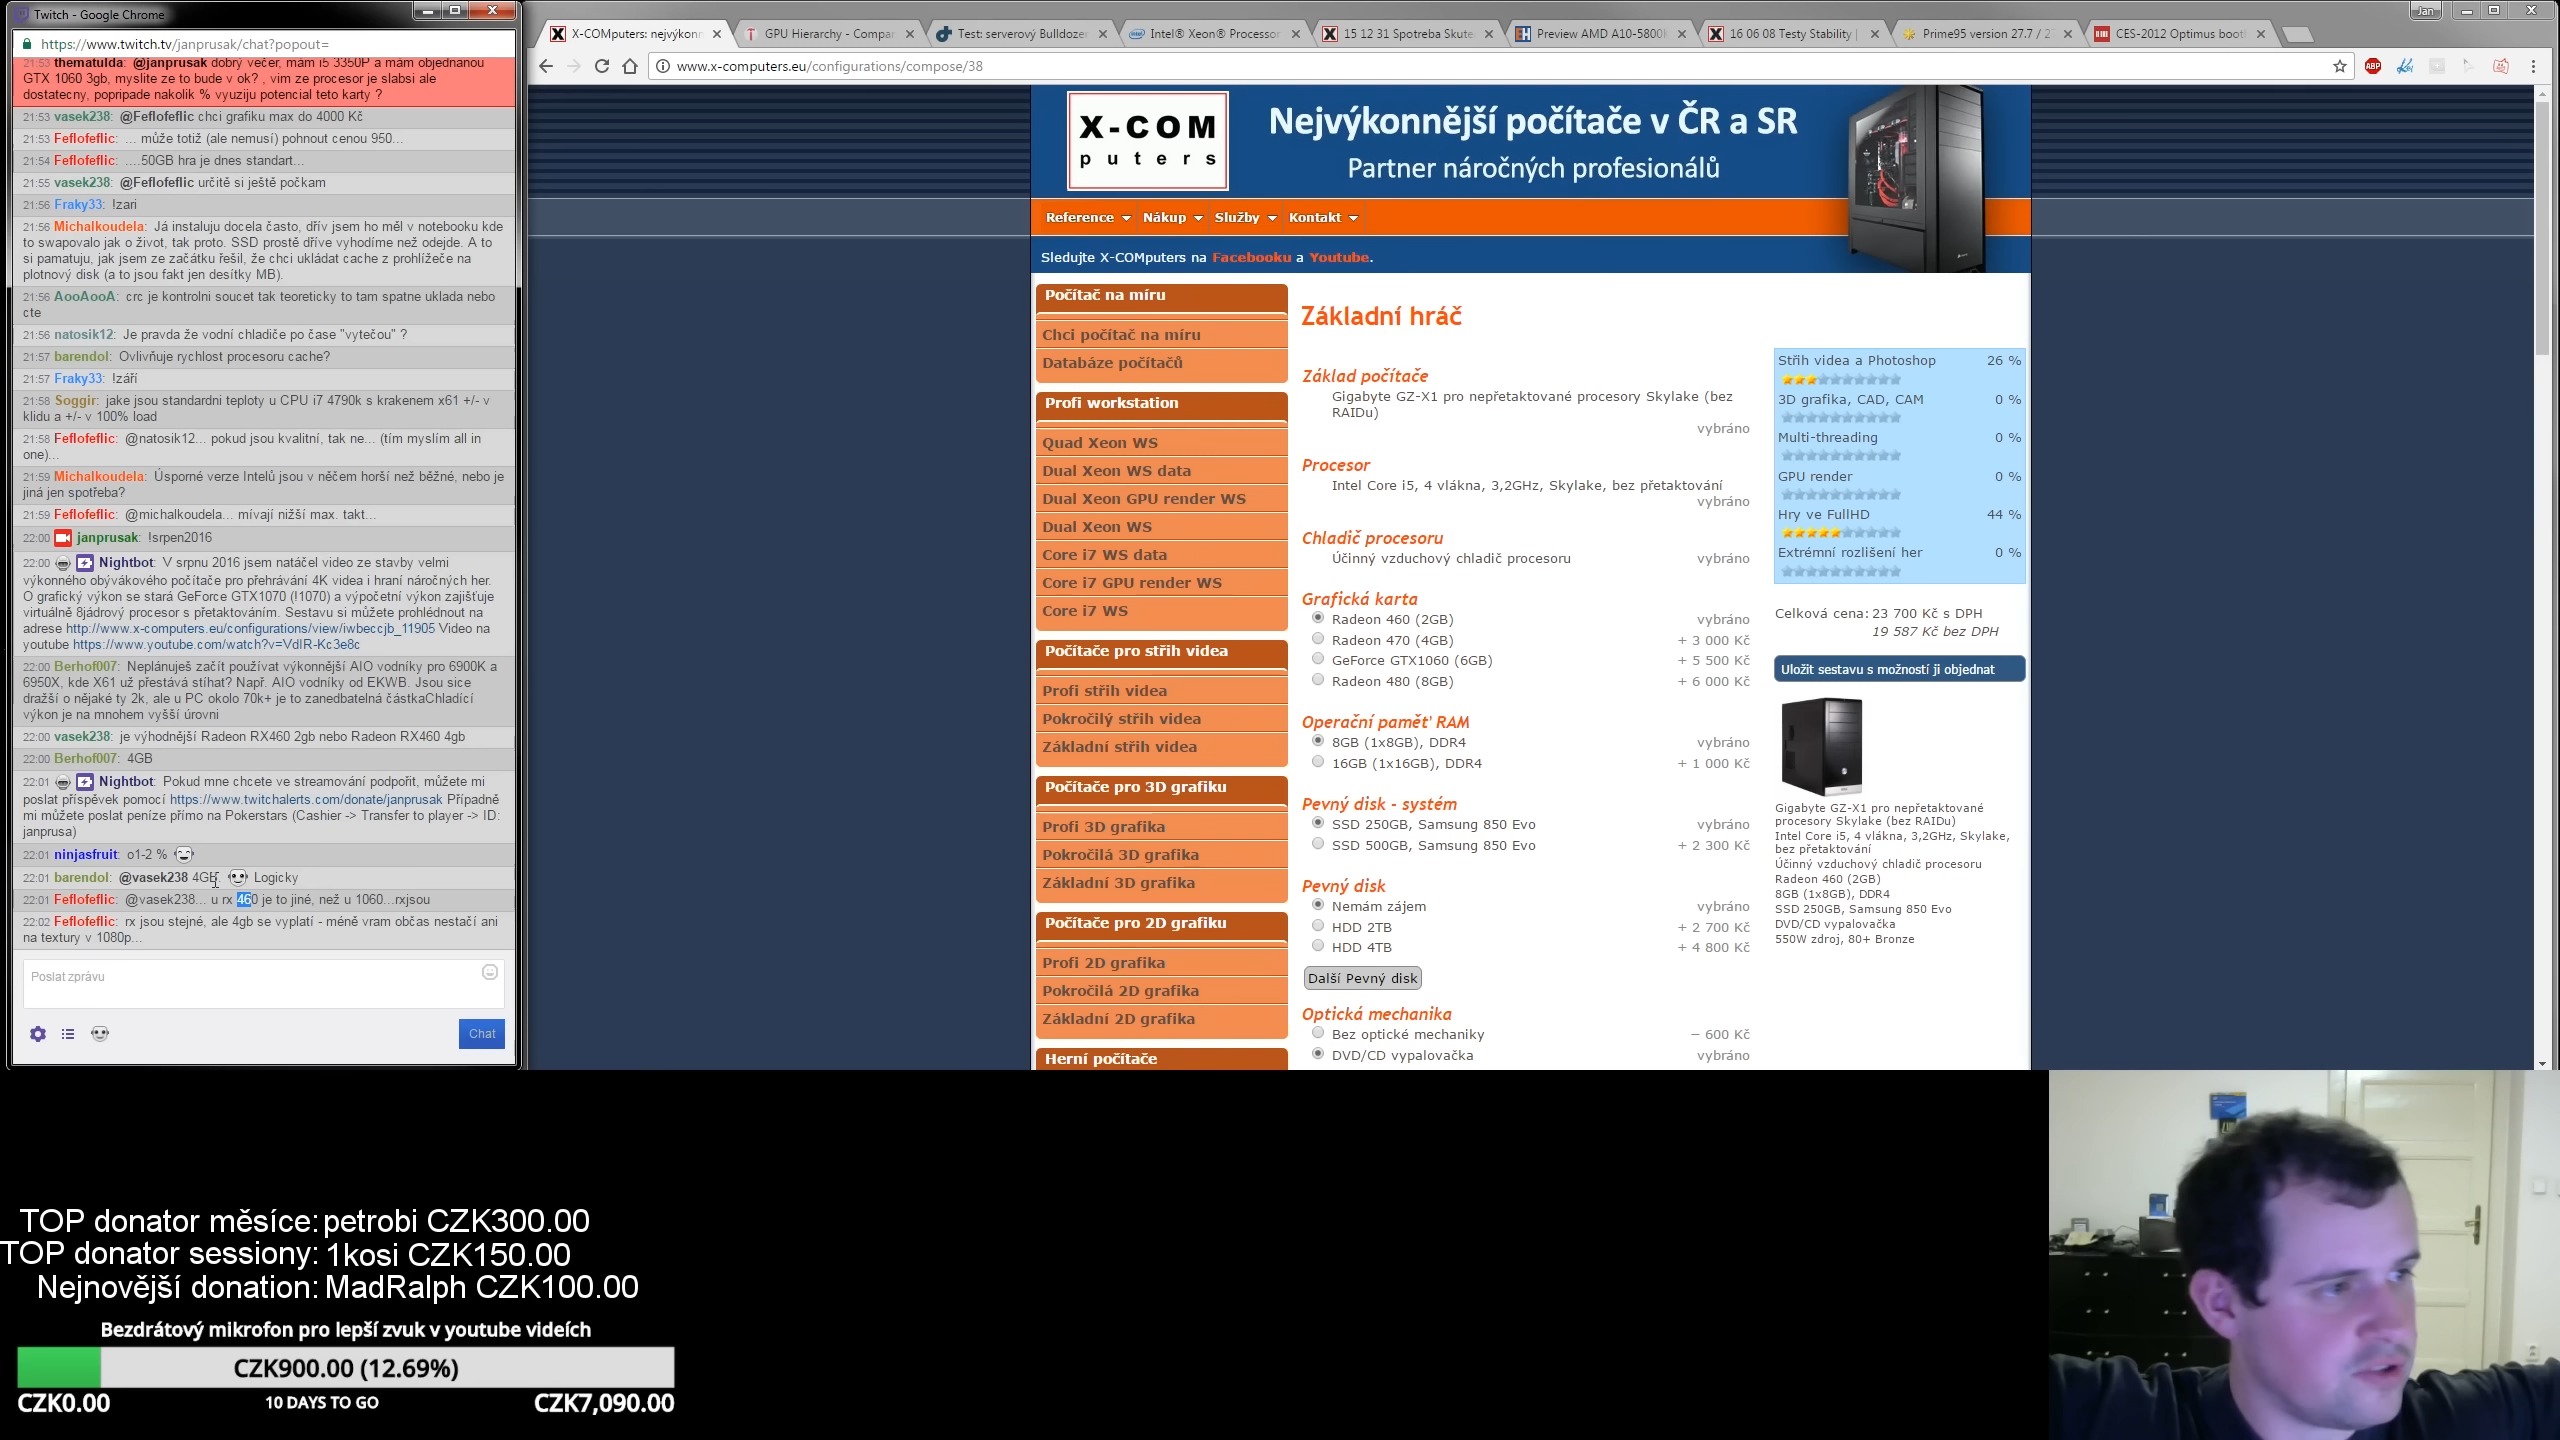 Twitch - Google Chrome
https://www.twitch.tv/janprusak/chat?popout=
21:53 thematulda: @janprusak dobrý večer, mám i5 3350P a mám objednanou
GTX 1060 3gb, myslite ze to bude v ok? , vim ze procesor je slabsi ale
dostatecny, popripade nakolik % vyuziju potencial teto karty ?
21:53 vasek238: @Feflofeflic chci grafiku max do 4000 Kč
21:53 Feflofeflic: ... může totiž (ale nemusí) pohnout cenou 950...
21:54 Feflofeflic: ....50GB hra je dnes standart...
21:55 vasek238: @Feflofeflic určitě si ještě počkam
21:56 Fraky33: !zari
21:56 Michalkoudela: Já instaluju docela často, dřív jsem ho měl v notebooku kde
to swapovalo jak o život, tak proto. SSD prostě dříve vyhodíme než odejde. A to
si pamatuju, jak jsem ze začátku řešil, že chci ukládat cache z prohlížeče na
plotnový disk (a to jsou fakt jen desítky MB).
21:56 AooAooA: crc je kontrolni soucet tak teoreticky to tam spatne uklada nebo
cte
21:56 natosik12: Je pravda že vodní chladiče po čase "vytečou" ?
21:57 barendol: Ovlivňuje rychlost procesoru cache?
21:57 Fraky33: !září
21:58 Soggir: jake jsou standardni teploty u CPU i7 4790k s krakenem x61 +/- v
klidu a +/- v 100% load
21:58 Feflofeflic: @natosik12... pokud jsou kvalitní, tak ne... (tím myslím all in
one)...
21:59 Michalkoudela: Úsporné verze Intelů jsou v něčem horší než běžné, nebo je
jiná jen spotřeba?
21:59 Feflofeflic: @michalkoudela... mívají nižší max. takt...
22:00 janprusak: !srpen2016
22:00 Nightbot: V srpnu 2016 jsem natáčel video ze stavby velmi
výkonného obývákového počítače pro přehrávání 4K videa i hraní náročných her.
O grafický výkon se stará GeForce GTX1070 (!1070) a výpočetní výkon zajišťuje
virtuálně 8jádrový procesor s přetaktováním. Sestavu si můžete prohlédnout na
adrese http://www.x-computers.eu/configurations/view/iwbeccjb_11905 Video na
youtube https://www.youtube.com/watch?v=VdIR-Kc3e8c
22:00 Berhof007: Neplánuješ začít používat výkonnější AIO vodníky pro 6900K a
6950X, kde X61 už přestává stíhat? Např. AIO vodníky od EKWB. Jsou sice
dražší o nějaké ty 2k, ale u PC okolo 70k+ je to zanedbatelná částkaChladící
výkon je na mnohem vyšší úrovni
22:00 vasek238: je výhodnější Radeon RX460 2gb nebo Radeon RX460 4gb
22:00 Berhof007: 4GB
22:01 Nightbot: Pokud mne chcete ve streamování podpořit, můžete mi
poslat příspěvek pomocí https://www.twitchalerts.com/donate/janprusak Případně
mi můžete poslat peníze přímo na Pokerstars (Cashier -> Transfer to player -> ID:
janprusa)
22:01 ninjasfruit: o1-2 %
22:01 barendol: @vasek238 4GB Logicky
22:01 Feflofeflic: @vasek238... u rx 460 je to jiné, než u 1060...rxjsou
22:02 Feflofeflic: rx jsou stejné, ale 4gb se vyplatí - méně vram občas nestačí ani
na textury v 1080p...
Poslat zprávu
Chat
X-COMputers: nejvýkonn
GPU Hierarchy - Compar
Test: serverový Bulldozer
Intel® Xeon® Processor
15 12 31 Spotreba Skute
Preview AMD A10-5800K
16 06 08 Testy Stability |
Prime95 version 27.7 / 2
CES-2012 Optimus boot
Jan
www.x-computers.eu/configurations/compose/38
ABP
X-COM
puters
Nejvýkonnější počítače v ČR a SR
Partner náročných profesionálů
Reference Nákup Služby Kontakt
Sledujte X-COMputers na Facebooku a Youtube.
Počítač na míru
Chci počítač na míru
Databáze počítačů
Profi workstation
Quad Xeon WS
Dual Xeon WS data
Dual Xeon GPU render WS
Dual Xeon WS
Core i7 WS data
Core i7 GPU render WS
Core i7 WS
Počítače pro střih videa
Profi střih videa
Pokročilý střih videa
Základní střih videa
Počítače pro 3D grafiku
Profi 3D grafika
Pokročilá 3D grafika
Základní 3D grafika
Počítače pro 2D grafiku
Profi 2D grafika
Pokročilá 2D grafika
Základní 2D grafika
Herní počítače
Základní hráč
Základ počítače
Gigabyte GZ-X1 pro nepřetaktované procesory Skylake (bez
RAIDu)
vybráno
Procesor
Intel Core i5, 4 vlákna, 3,2GHz, Skylake, bez přetaktování
vybráno
Chladič procesoru
Účinný vzduchový chladič procesoru vybráno
Grafická karta
Radeon 460 (2GB) vybráno
Radeon 470 (4GB) + 3 000 Kč
GeForce GTX1060 (6GB) + 5 500 Kč
Radeon 480 (8GB) + 6 000 Kč
Operační paměť RAM
8GB (1x8GB), DDR4 vybráno
16GB (1x16GB), DDR4 + 1 000 Kč
Pevný disk - systém
SSD 250GB, Samsung 850 Evo vybráno
SSD 500GB, Samsung 850 Evo + 2 300 Kč
Pevný disk
Nemám zájem vybráno
HDD 2TB + 2 700 Kč
HDD 4TB + 4 800 Kč
Další Pevný disk
Optická mechanika
Bez optické mechaniky − 600 Kč
DVD/CD vypalovačka vybráno
Střih videa a Photoshop 26 %
3D grafika, CAD, CAM 0 %
Multi-threading 0 %
GPU render 0 %
Hry ve FullHD 44 %
Extrémní rozlišení her 0 %
Celková cena: 23 700 Kč s DPH
19 587 Kč bez DPH
Uložit sestavu s možností ji objednat
Gigabyte GZ-X1 pro nepřetaktované
procesory Skylake (bez RAIDu)
Intel Core i5, 4 vlákna, 3,2GHz, Skylake,
bez přetaktování
Účinný vzduchový chladič procesoru
Radeon 460 (2GB)
8GB (1x8GB), DDR4
SSD 250GB, Samsung 850 Evo
DVD/CD vypalovačka
550W zdroj, 80+ Bronze
TOP donator měsíce: petrobi CZK300.00
TOP donator sessiony: 1kosi CZK150.00
Nejnovější donation: MadRalph CZK100.00
Bezdrátový mikrofon pro lepší zvuk v youtube videích
CZK900.00 (12.69%)
CZK0.00 10 DAYS TO GO CZK7,090.00